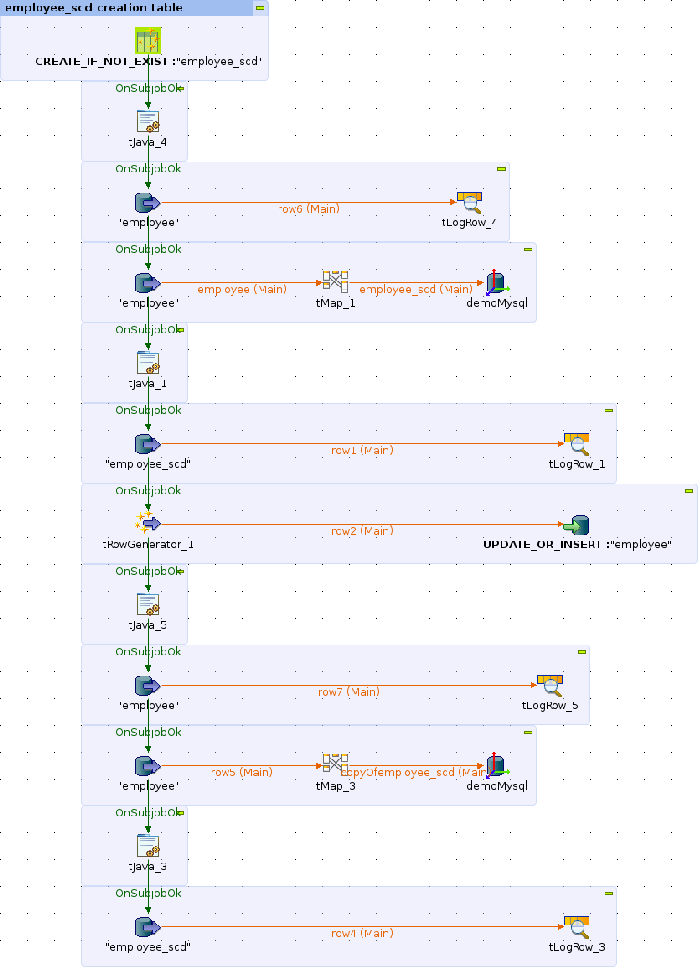 employee_scd creation table
CREATE_IF_NOT_EXIST :"employee_scd"
OnSubjobOk
tJava_4
OnSubjobOk
row6 (Main)
"employee"
tLogRow_4
OnSubjobOk
employee (Main)
employee_scd (Main)
"employee"
tMap_1
demoMysql
OnSubjobOk
tJava_1
OnSubjobOk
row1 (Main)
"employee_scd"
tLogRow_1
OnSubjobOk
row2 (Main)
tRowGenerator_1
UPDATE_OR_INSERT :"employee"
OnSubjobOk
tJava_5
OnSubjobOk
row7 (Main)
"employee"
tLogRow_5
OnSubjobOk
row5 (Main)
copyOfemployee_scd (Main)
"employee"
tMap_3
demoMysql
OnSubjobOk
tJava_3
OnSubjobOk
row4 (Main)
"employee_scd"
tLogRow_3